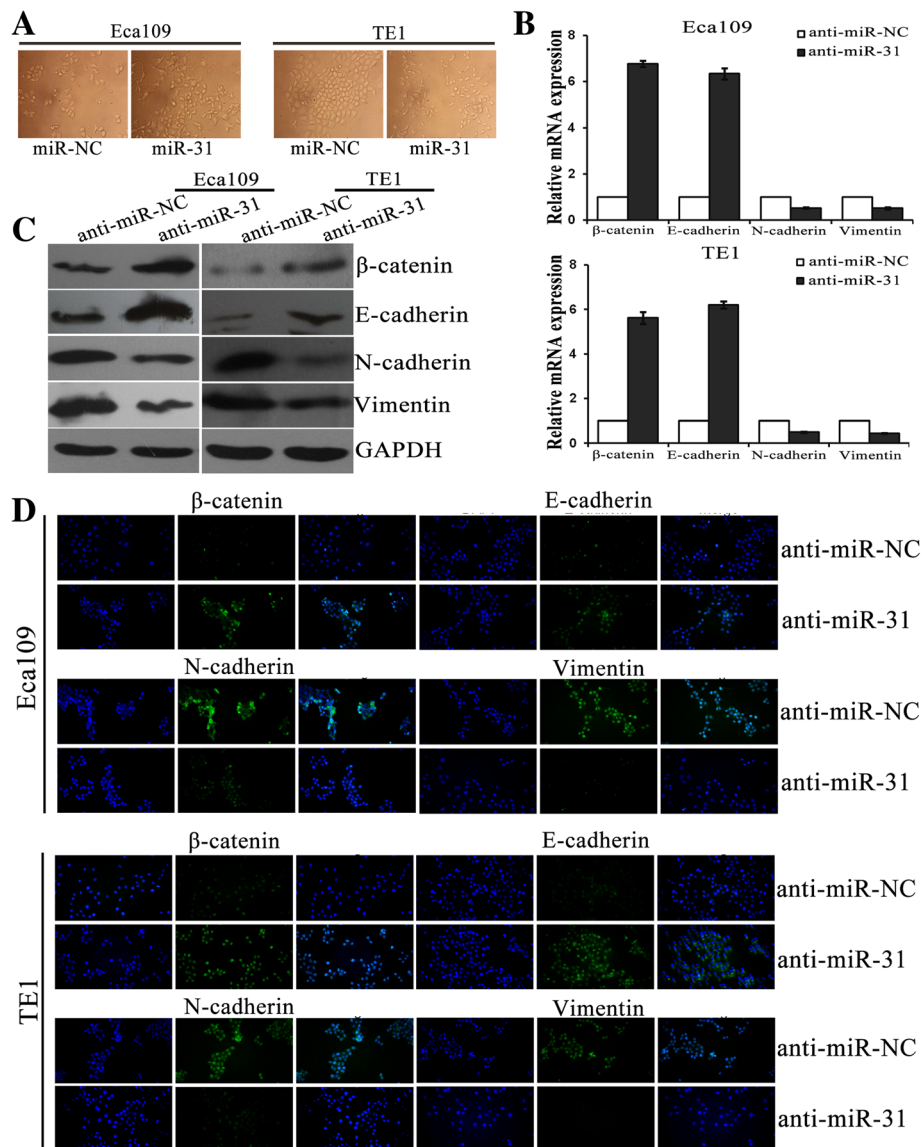 A
Eca109
TE1
miR-NC
miR-31
miR-NC
miR-31
B
Eca109
anti-miR-NC
anti-miR-31
Relative mRNA expression
8
6
4
2
0
β-catenin
E-cadherin
N-cadherin
Vimentin
TE1
anti-miR-NC
anti-miR-31
Relative mRNA expression
8
6
4
2
0
β-catenin
E-cadherin
N-cadherin
Vimentin
C
Eca109
TE1
anti-miR-NC
anti-miR-31
anti-miR-NC
anti-miR-31
β-catenin
E-cadherin
N-cadherin
Vimentin
GAPDH
D
Eca109
β-catenin
E-cadherin
anti-miR-NC
anti-miR-31
N-cadherin
Vimentin
anti-miR-NC
anti-miR-31
TE1
β-catenin
E-cadherin
anti-miR-NC
anti-miR-31
N-cadherin
Vimentin
anti-miR-NC
anti-miR-31